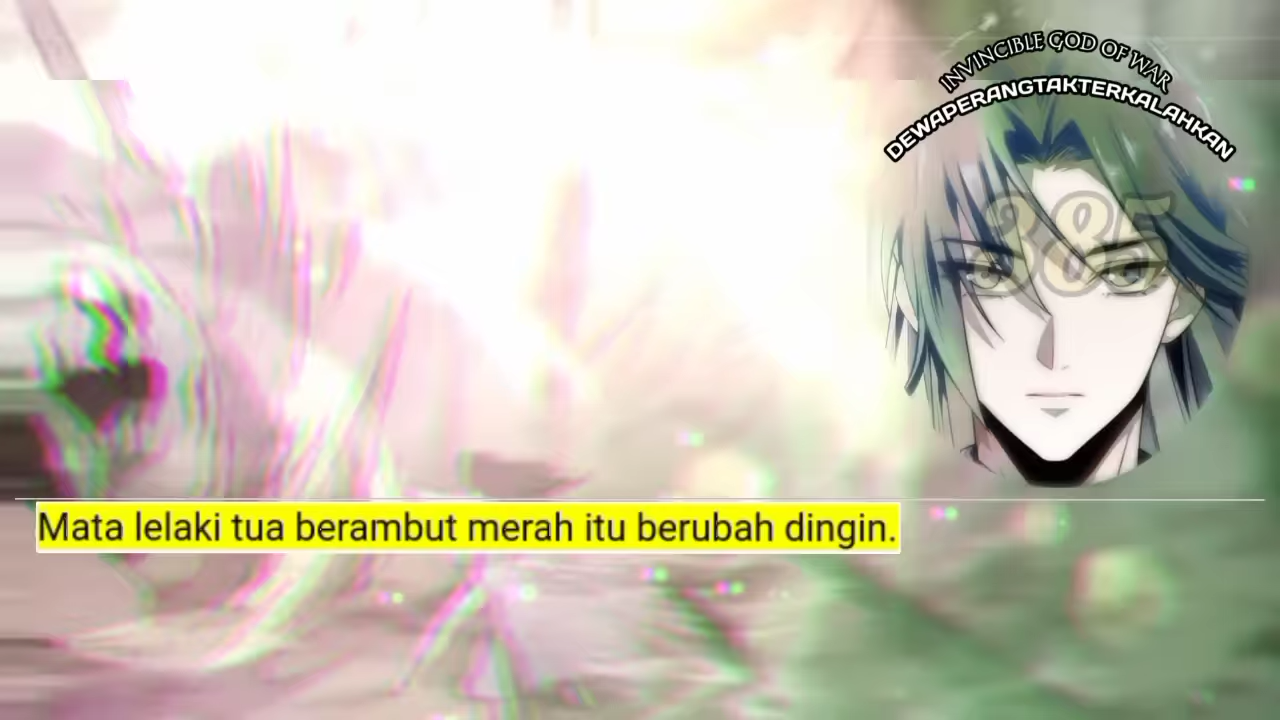 INVINCIBLE GOD OF WAR
DEWAPERANGTAKTERKALAHKAN
385
Mata lelaki tua berambut merah itu berubah dingin.